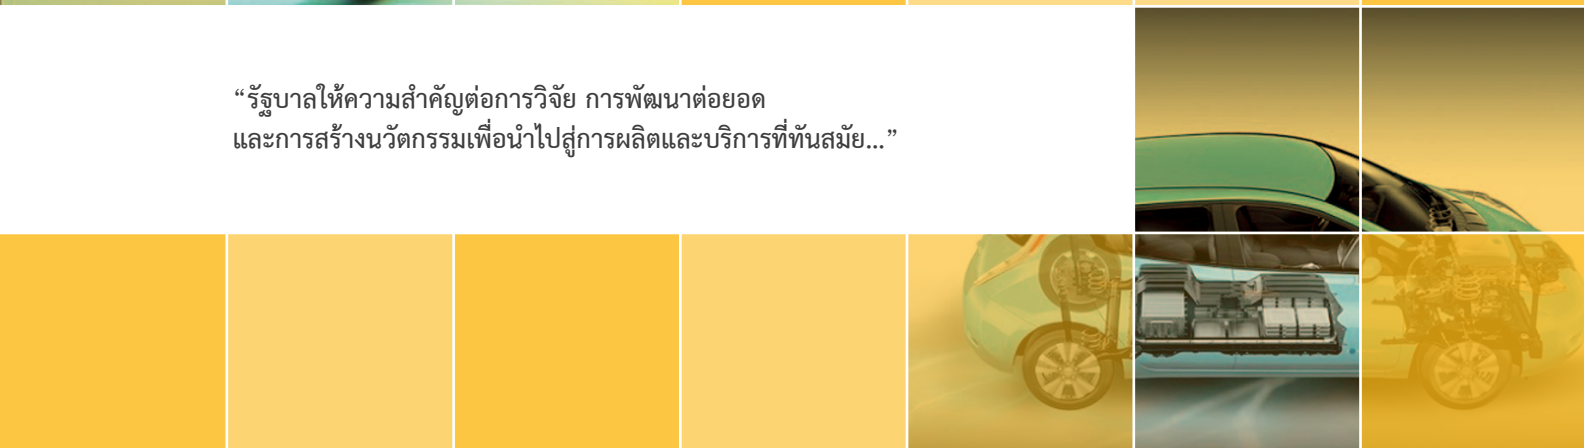 “รัฐบาลให้ความสำคัญต่อการวิจัย การพัฒนาต่อยอด
และการสร้างนวัตกรรมเพื่อนำไปสู่การผลิตและบริการที่ทันสมัย...”